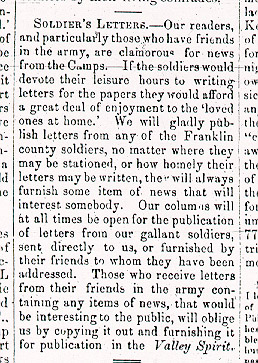 SOLDIER'S LETTERS.—Our readers,
and particularly those who have friends
in the army, are clamorous for news
from the Camps. If the soldiers would
devote their leisure hours to writing
letters for the papers they would afford
a great deal of enjoyment to the 'loved
ones at home.' We will gladly pub-
lish letters from any of the Franklin
county soldiers, no matter where they
may be stationed, or how homely their
letters may be written, they will always
furnish some item of news that will
interest somebody. Our columns will
at all times be open for the publication
of letters from our gallant soldiers,
sent directly to us, or furnished by
their friends to whom they have been
addressed. Those who receive letters
from their friends in the army con-
taining any items of news, that would
be interesting to the public, will oblige
us by copying it out and furnishing it
for publication in the Valley Spirit.